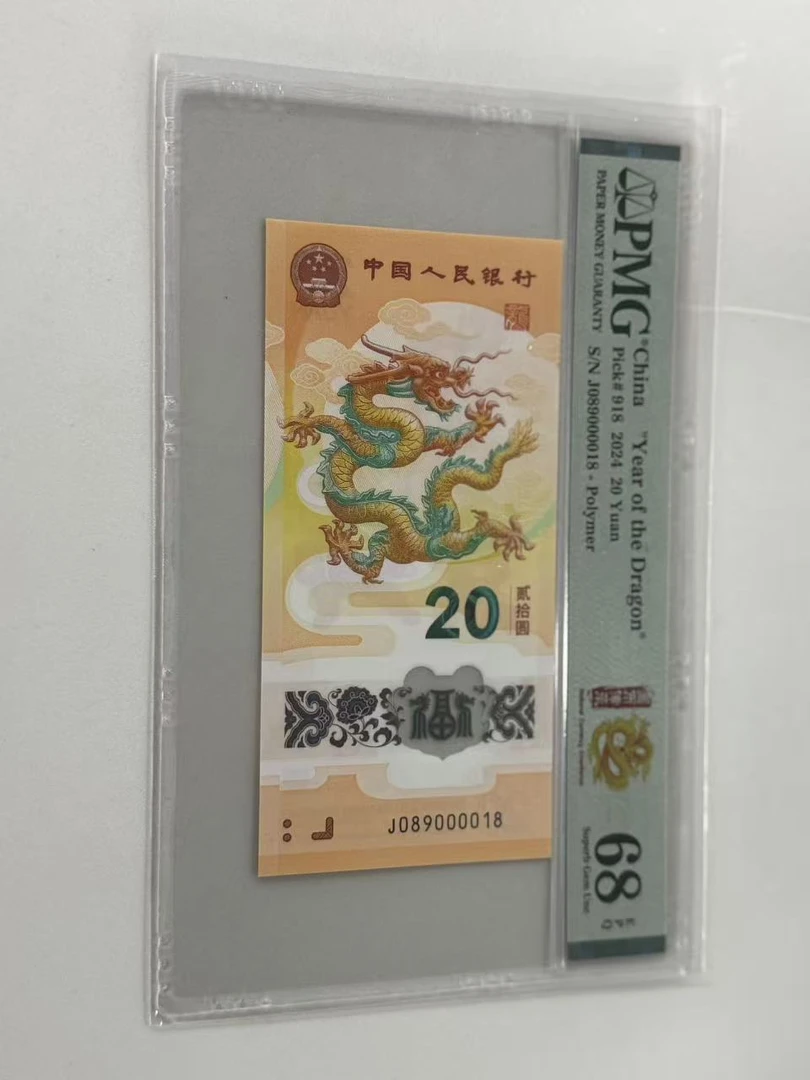 中国人民银行
20
贰拾圆
福
J089000018
PMG
PAPER MONEY GUARANTY
"China "Year of the Dragon"
Pick# 918 2024 20 Yuan
S/N J089000018 - Polymer
68
EPQ
Superb Gem Unc